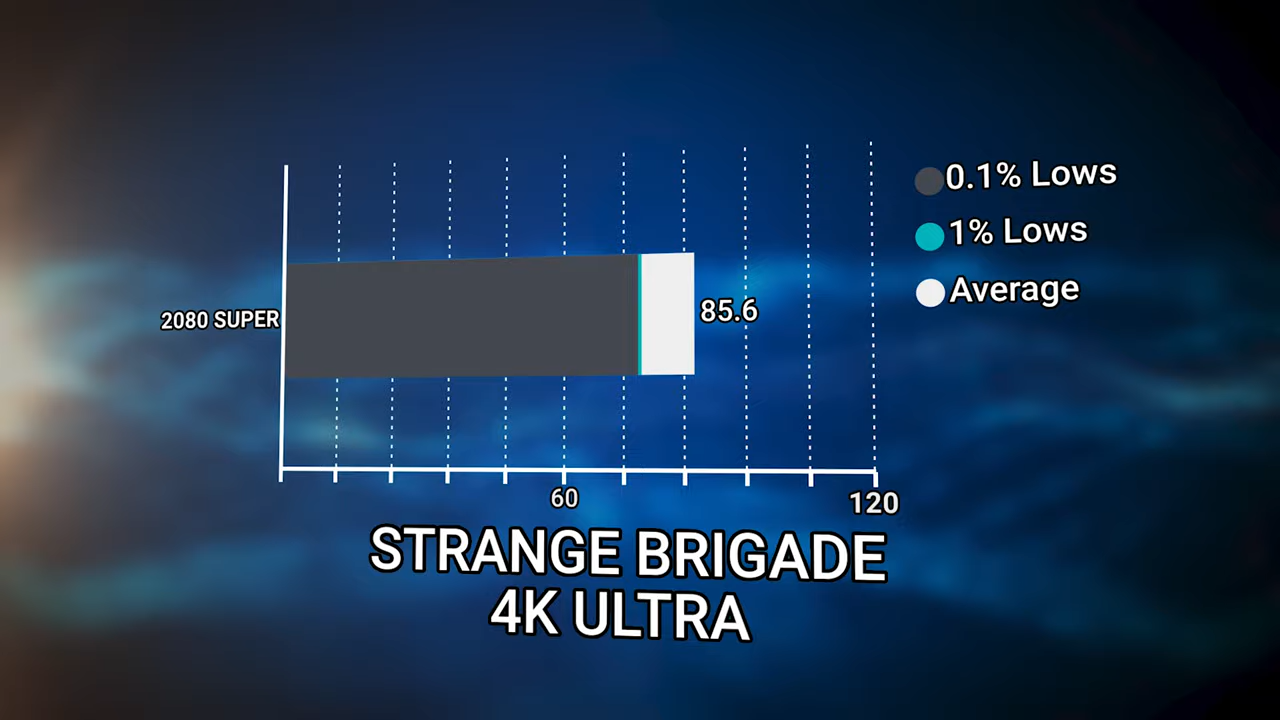 0.1% Lows
1% Lows
Average
2080 SUPER
85.6
60
120
STRANGE BRIGADE
4K ULTRA